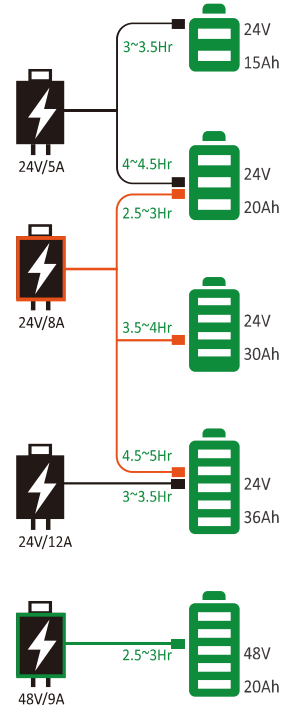 24V
3~3.5Hr
15Ah
24V/5A
4~4.5Hr
24V
2.5~3Hr
20Ah
24V/8A
3.5~4Hr
24V
30Ah
4.5~5Hr
24V
3~3.5Hr
36Ah
24V/12A
2.5~3Hr
48V
20Ah
48V/9A